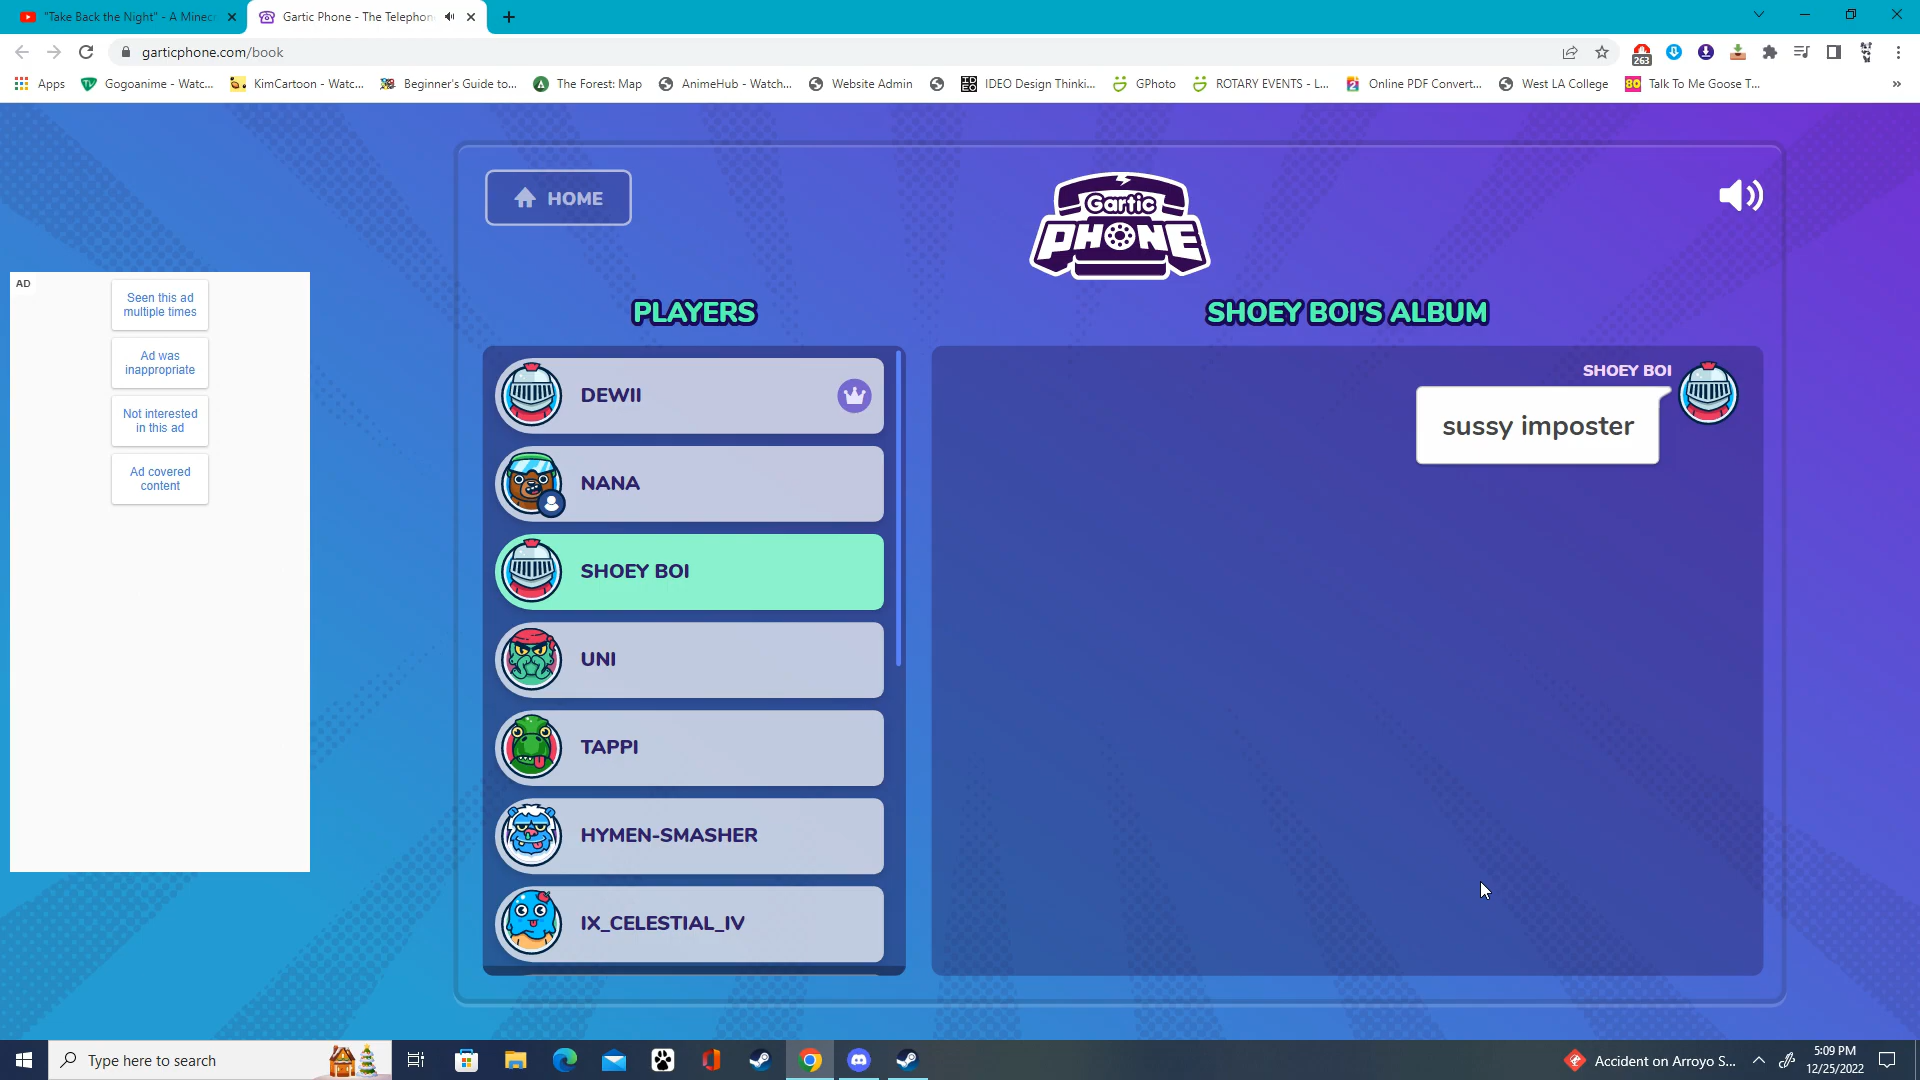 "Take Back the Night" - A Minec
Gartic Phone - The Telephon
garticphone.com/book
263
Apps
Gogoanime - Watc...
KimCartoon - Watc...
Beginner's Guide to...
The Forest: Map
AnimeHub - Watch...
Website Admin
IDEO Design Thinki...
GPhoto
ROTARY EVENTS - L...
Online PDF Convert...
West LA College
Talk To Me Goose T...
HOME
Gartic
PHONE
AD
Seen this ad
multiple times
Ad was
inappropriate
Not interested
in this ad
Ad covered
content
PLAYERS
DEWII
NANA
SHOEY BOI
UNI
TAPPI
HYMEN-SMASHER
IX_CELESTIAL_IV
SHOEY BOI'S ALBUM
SHOEY BOI
sussy imposter
Type here to search
Accident on Arroyo S...
5:09 PM
12/25/2022